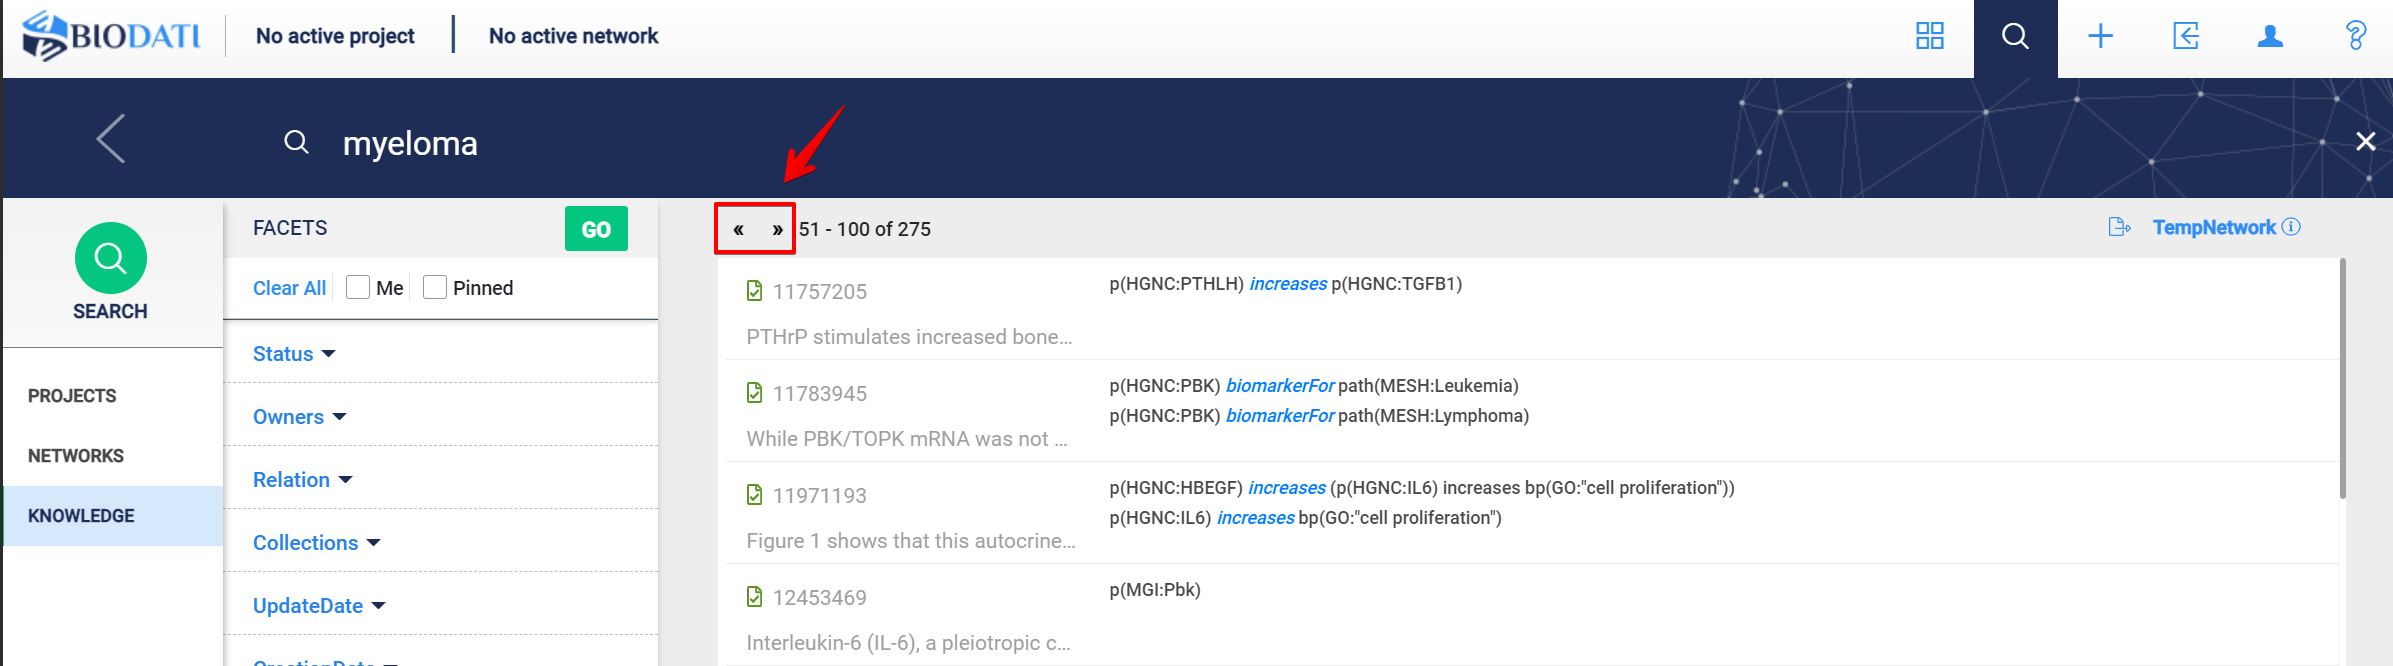 BIODATI No active project No active network
myeloma
SEARCH
PROJECTS
NETWORKS
KNOWLEDGE
FACETS GO
Clear All Me Pinned
Status
Owners
Relation
Collections
UpdateDate
CreationDate
« » 51 - 100 of 275 TempNetwork
11757205 p(HGNC:PTHLH) increases p(HGNC:TGFB1)
PTHrP stimulates increased bone...
11783945 p(HGNC:PBK) biomarkerFor path(MESH:Leukemia)
p(HGNC:PBK) biomarkerFor path(MESH:Lymphoma)
While PBK/TOPK mRNA was not ...
11971193 p(HGNC:HBEGF) increases (p(HGNC:IL6) increases bp(GO:"cell proliferation"))
p(HGNC:IL6) increases bp(GO:"cell proliferation")
Figure 1 shows that this autocrine...
12453469 p(MGI:Pbk)
Interleukin-6 (IL-6), a pleiotropic c...